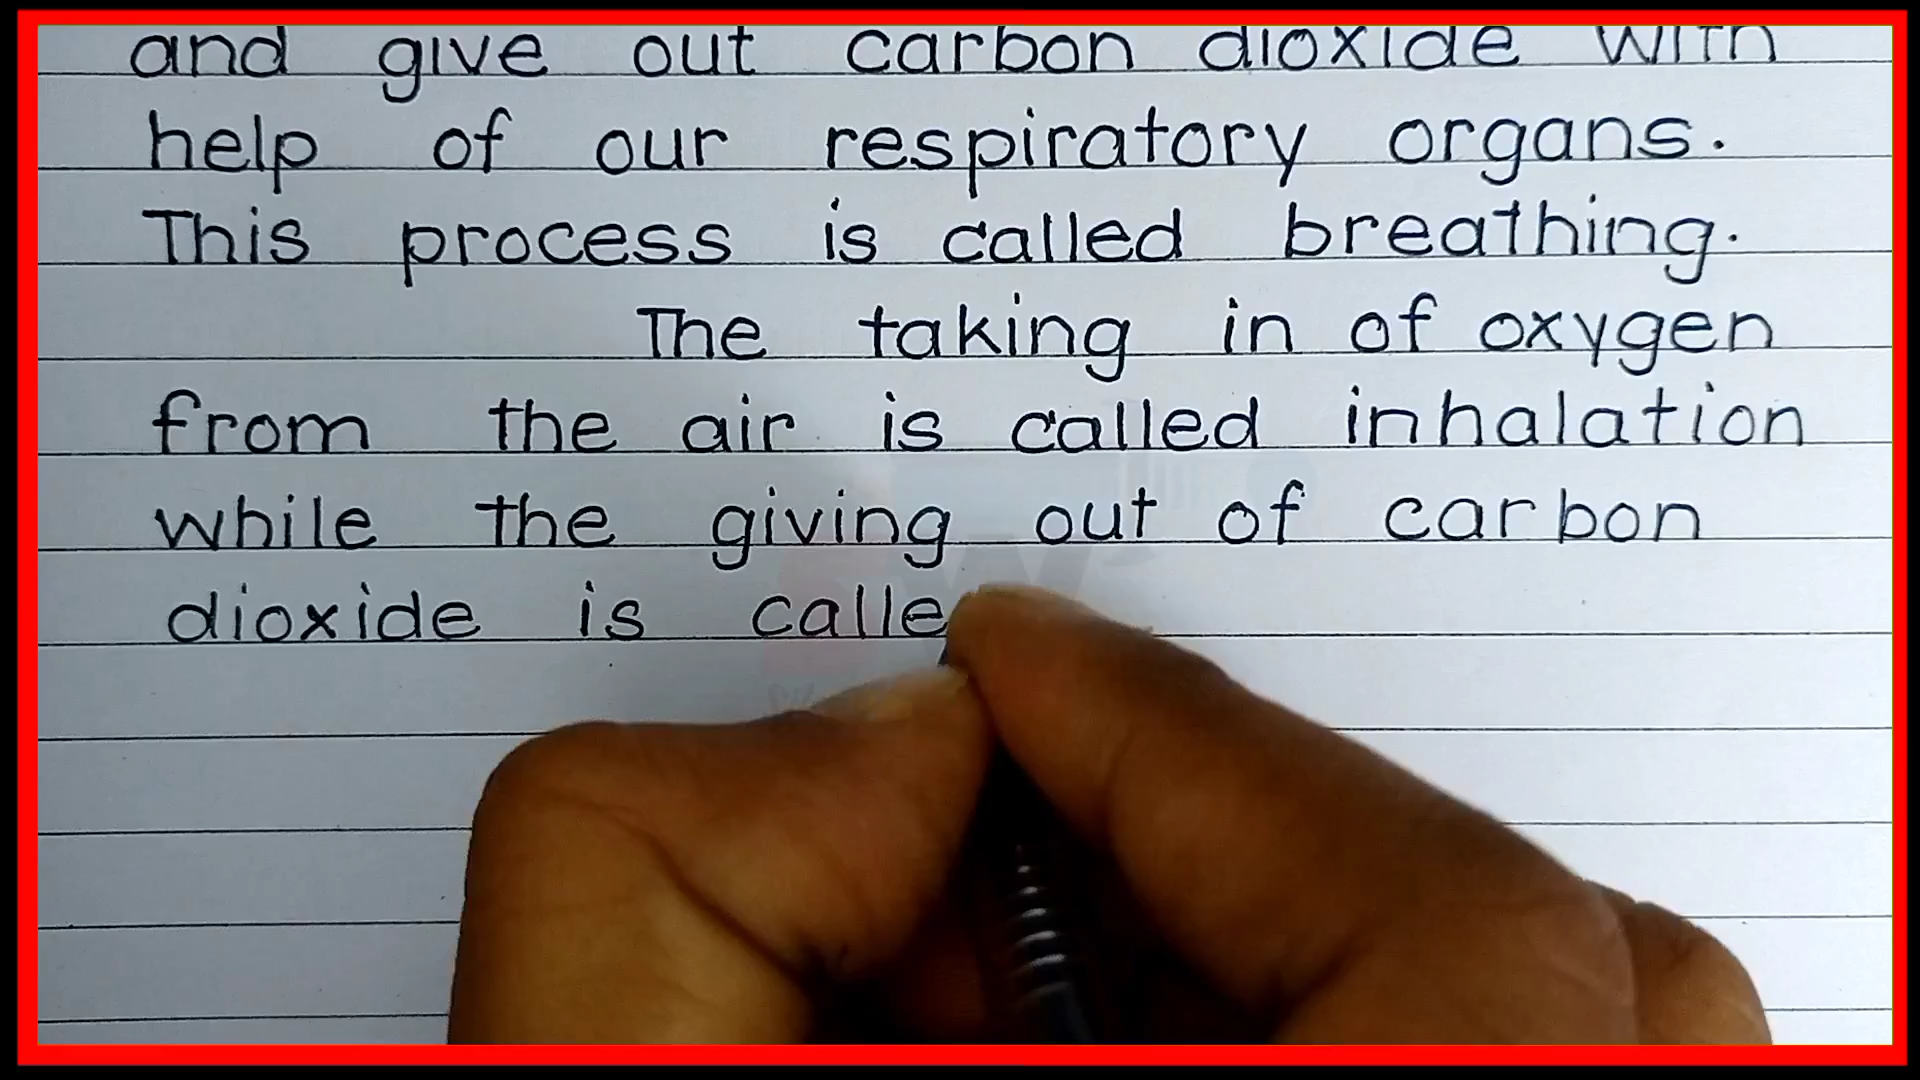 and give out carbon dioxide with
help of our respiratory organs.
This process is called breathing.
The taking in of oxygen
from the air is called inhalation
while the giving out of carbon
dioxide is calle